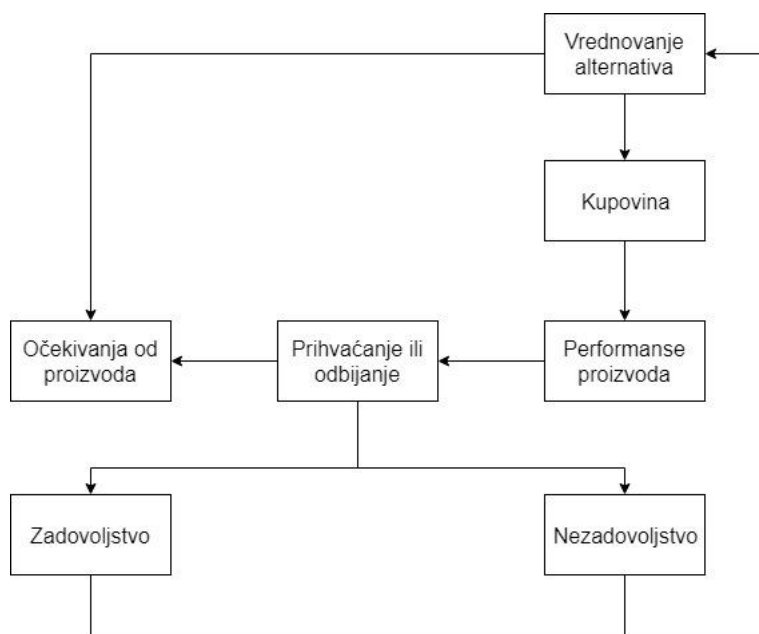 Vrednovanje
alternativa
Kupovina
Očekivanja od
proizvoda
Prihvaćanje ili
odbijanje
Performanse
proizvoda
Zadovoljstvo
Nezadovoljstvo